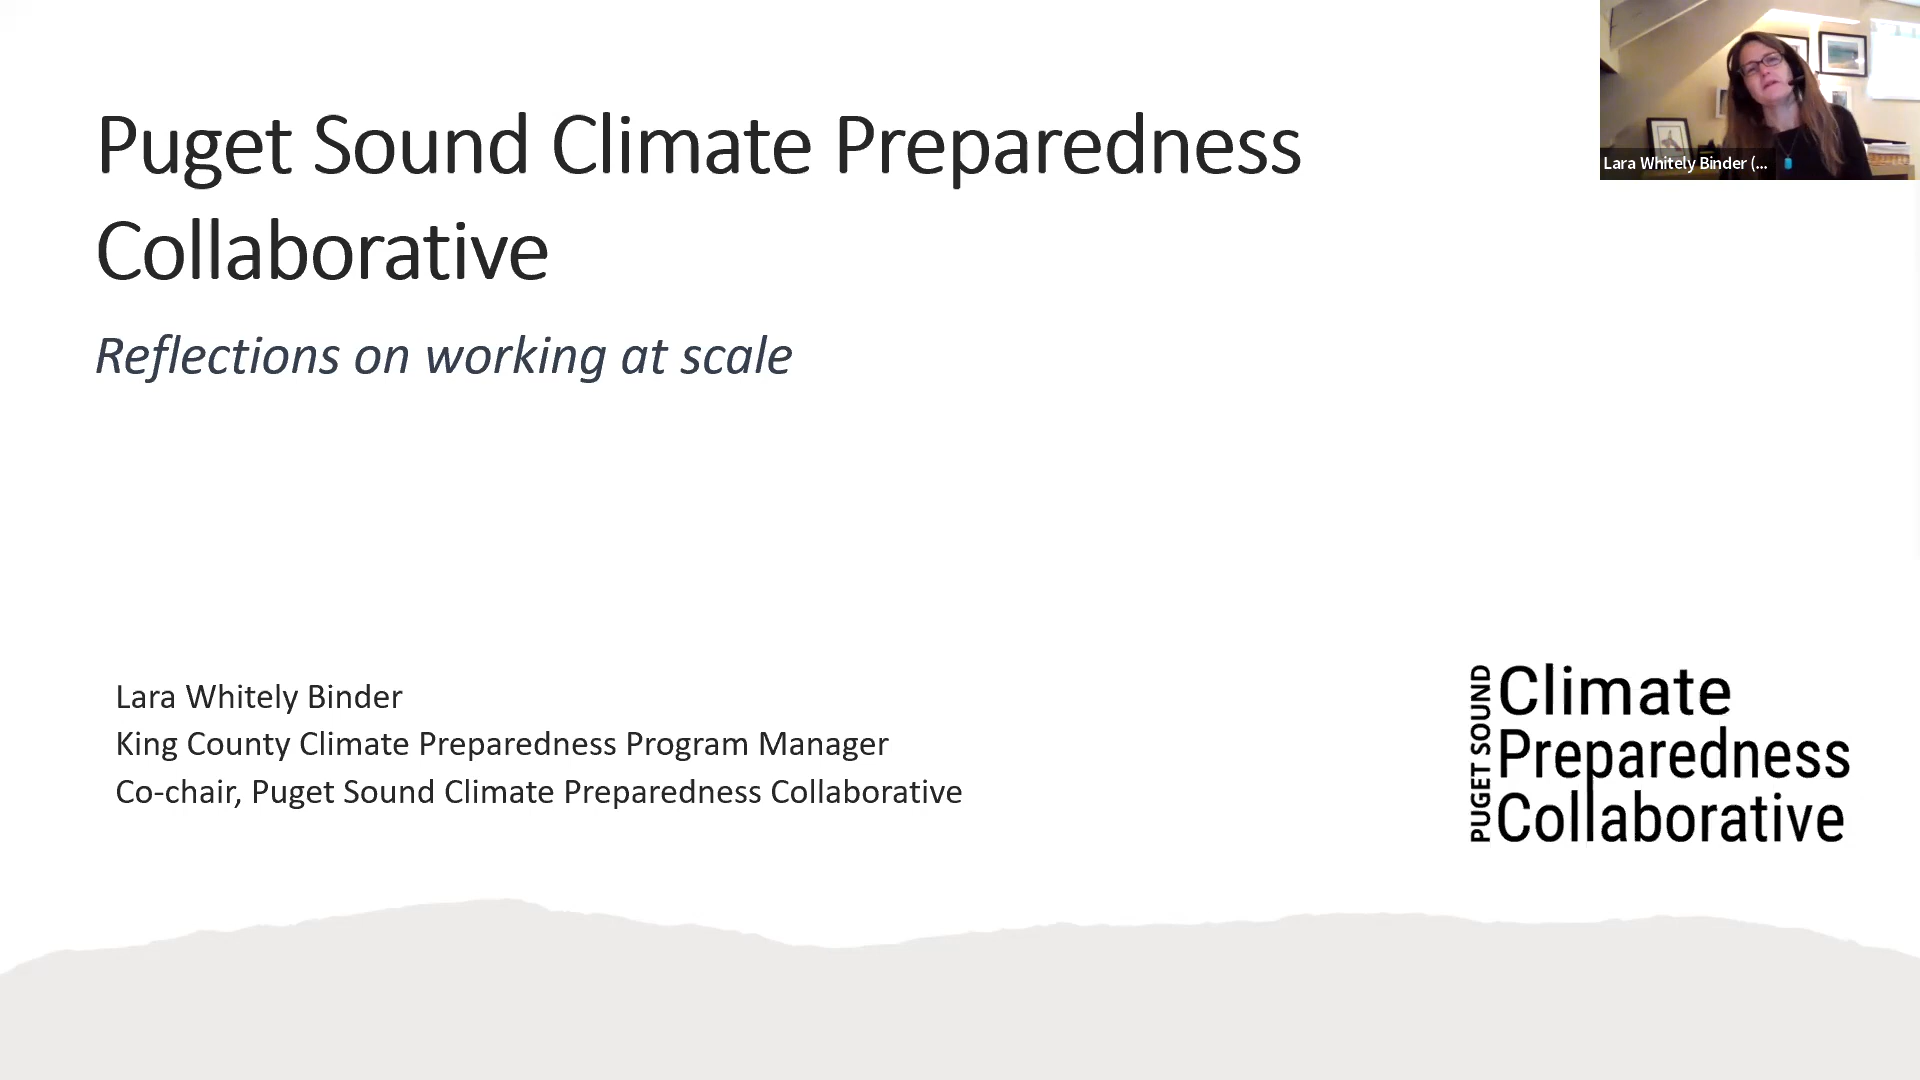 Puget Sound Climate Preparedness
Collaborative
Reflections on working at scale
Lara Whitely Binder (...
Lara Whitely Binder
King County Climate Preparedness Program Manager
Co-chair, Puget Sound Climate Preparedness Collaborative
PUGET SOUND
Climate
Preparedness
Collaborative